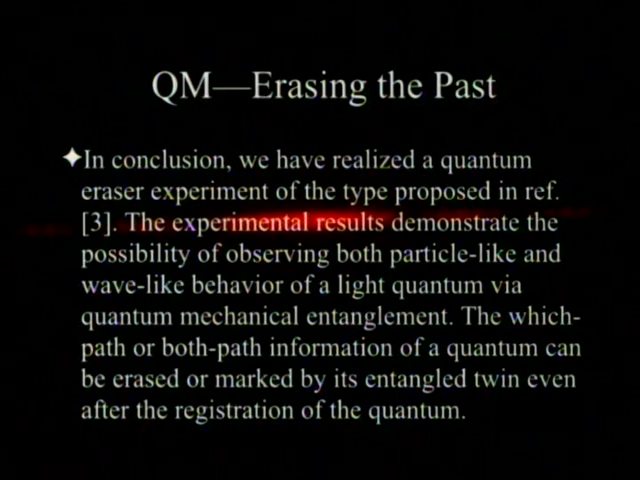 QM—Erasing the Past
✦In conclusion, we have realized a quantum
eraser experiment of the type proposed in ref.
[3]. The experimental results demonstrate the
possibility of observing both particle-like and
wave-like behavior of a light quantum via
quantum mechanical entanglement. The which-
path or both-path information of a quantum can
be erased or marked by its entangled twin even
after the registration of the quantum.